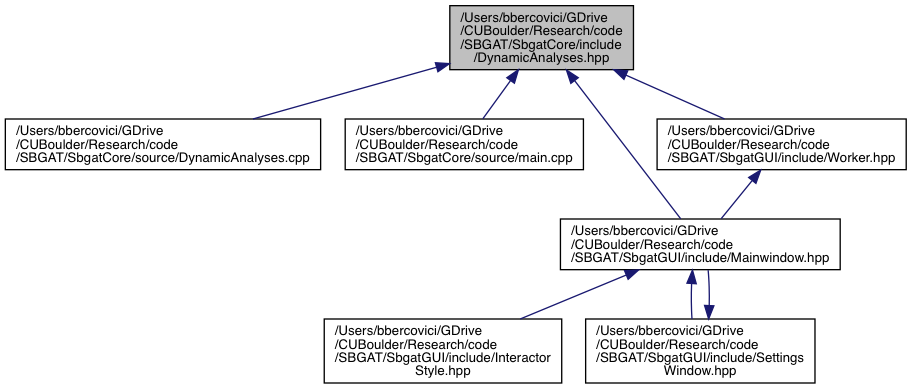 /Users/bbercovici/GDrive
/CUBoulder/Research/code
/SBGAT/SbgatCore/include
/DynamicAnalyses.hpp
/Users/bbercovici/GDrive
/CUBoulder/Research/code
/SBGAT/SbgatCore/source/DynamicAnalyses.cpp
/Users/bbercovici/GDrive
/CUBoulder/Research/code
/SBGAT/SbgatCore/source/main.cpp
/Users/bbercovici/GDrive
/CUBoulder/Research/code
/SBGAT/SbgatGUI/include/Worker.hpp
/Users/bbercovici/GDrive
/CUBoulder/Research/code
/SBGAT/SbgatGUI/include/Mainwindow.hpp
/Users/bbercovici/GDrive
/CUBoulder/Research/code
/SBGAT/SbgatGUI/include/Interactor
Style.hpp
/Users/bbercovici/GDrive
/CUBoulder/Research/code
/SBGAT/SbgatGUI/include/Settings
Window.hpp